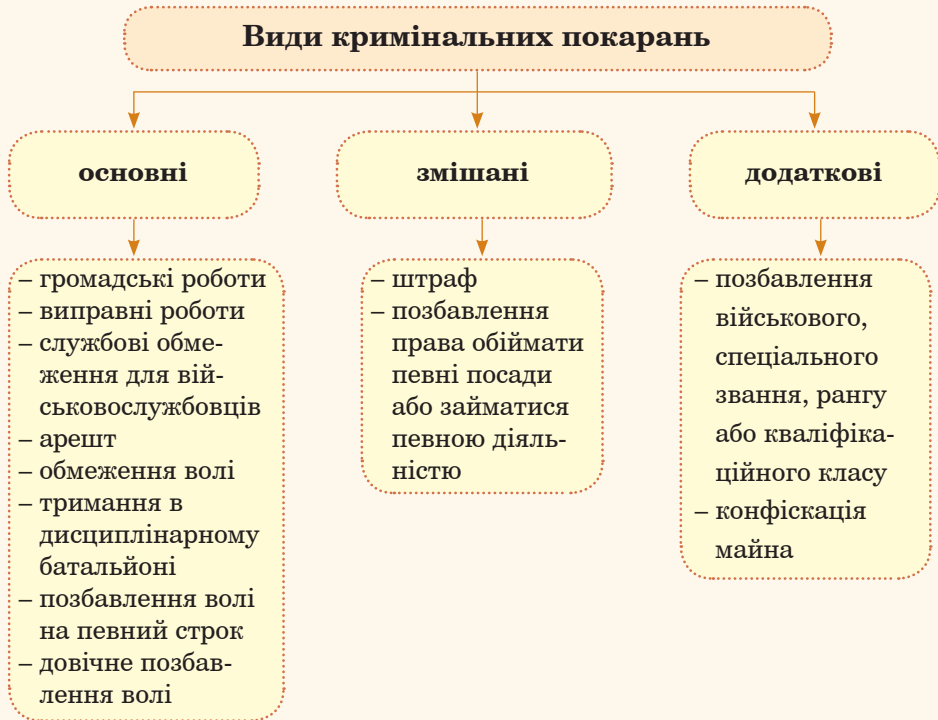 Види кримінальних покарань
основні
змішані
додаткові
– громадські роботи
– виправні роботи
– службові обме-
ження для вій-
ськовослужбовців
– арешт
– обмеження волі
– тримання в
дисциплінарному
батальйоні
– позбавлення волі
на певний строк
– довічне позбав-
лення волі
– штраф
– позбавлення
права обіймати
певні посади
або займатися
певною діяль-
ністю
– позбавлення
військового,
спеціального
звання, рангу
або кваліфіка-
ційного класу
– конфіскація
майна